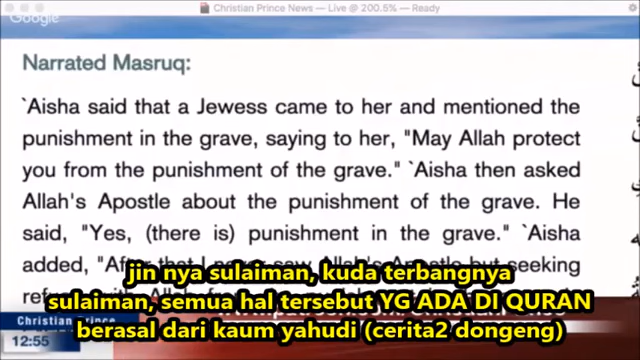 Christian Prince News — Live @ 200.5% — Ready
Google
Narrated Masruq:
`Aisha said that a Jewess came to her and mentioned the
punishment in the grave, saying to her, "May Allah protect
you from the punishment of the grave." `Aisha then asked
Allah's Apostle about the punishment of the grave. He
said, "Yes, (there is) punishment in the grave." `Aisha
added, "After that I never saw Allah's Apostle but seeking
jin nya sulaiman, kuda terbangnya
sulaiman, semua hal tersebut YG ADA DI QURAN
berasal dari kaum yahudi (cerita2 dongeng)
Christian Prince
12:55